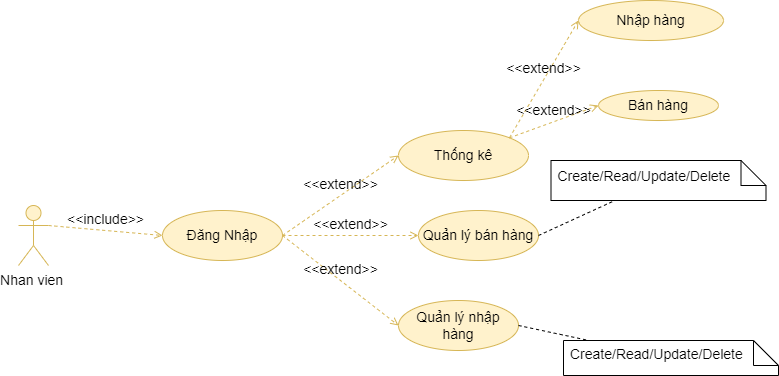 Nhập hàng
<<extend>>
Bán hàng
<<extend>>
Thống kê
Create/Read/Update/Delete
<<extend>>
<<include>>
<<extend>>
Đăng Nhập
Quản lý bán hàng
<<extend>>
Nhan vien
Quản lý nhập
hàng
Create/Read/Update/Delete